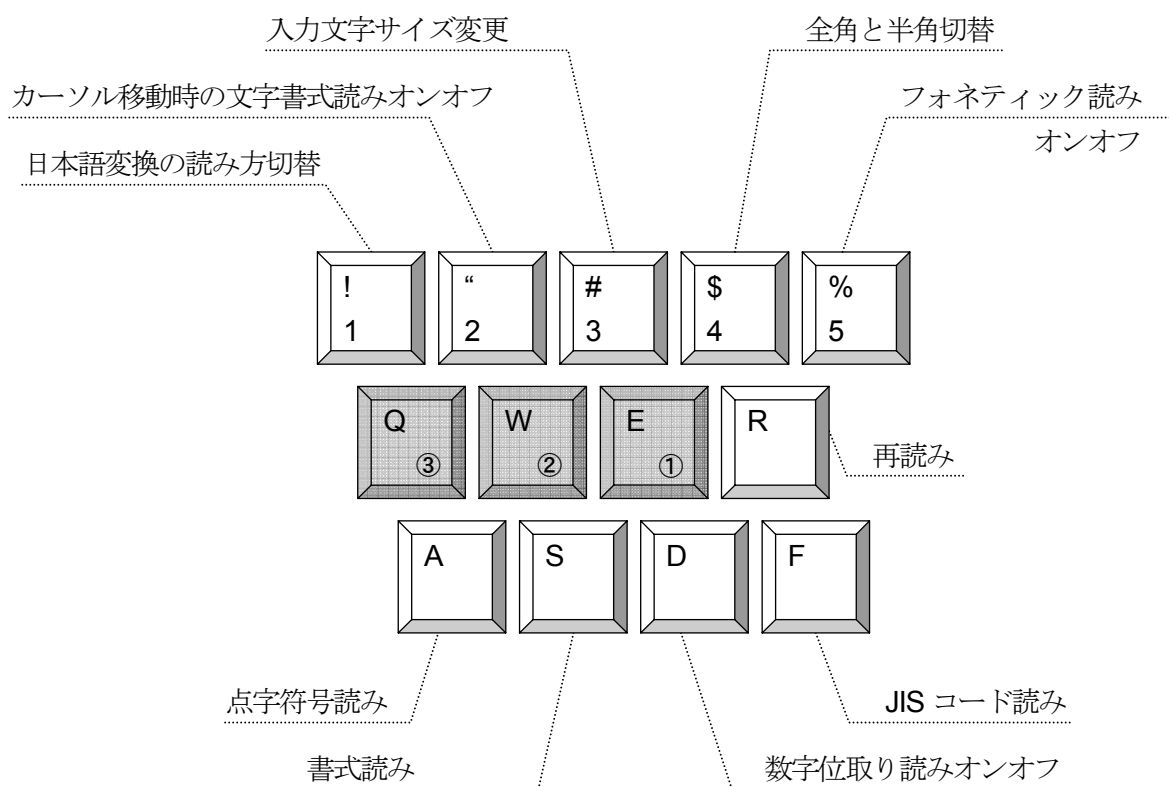 入力文字サイズ変更
全角と半角切替
カーソル移動時の文字書式読みオンオフ
フォネティック読み
オンオフ
日本語変換の読み方切替
! “ # $ %
1 2 3 4 5
Q W E R
③ ② ①
再読み
A S D F
点字符号読み
JIS コード読み
書式読み
数字位取り読みオンオフ